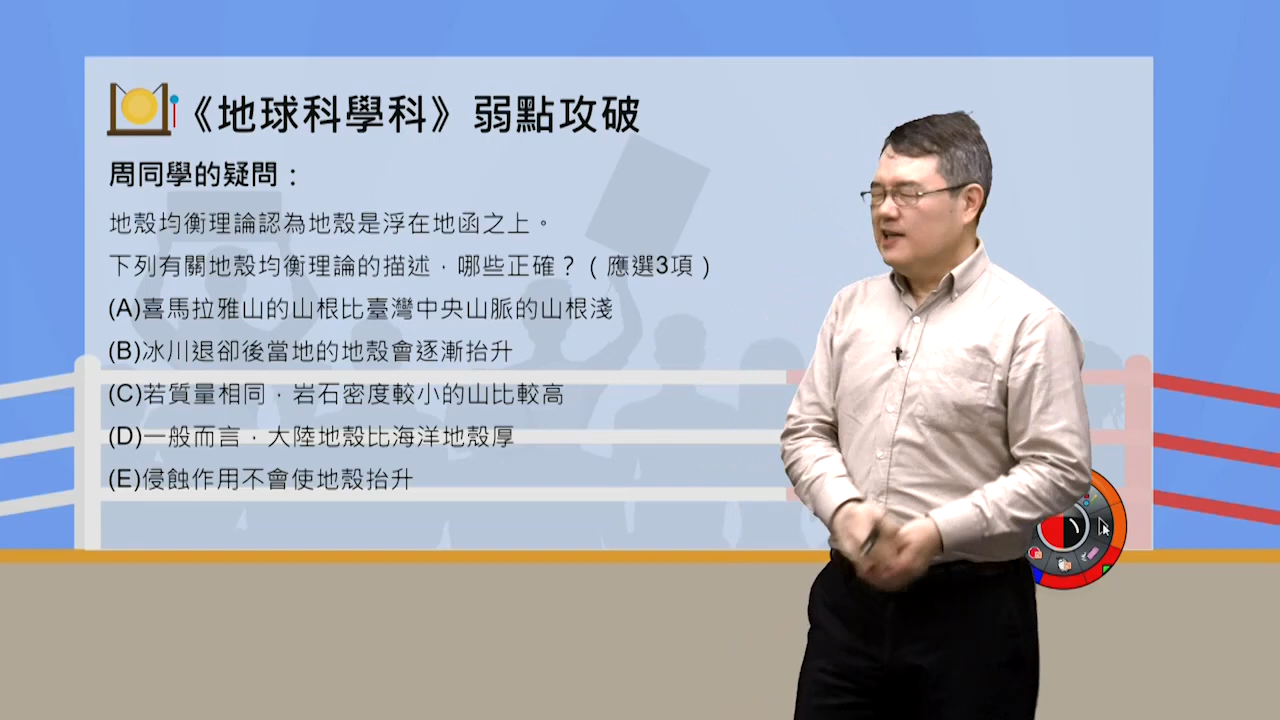 《地球科學科》弱點攻破
周同學的疑問：
地殼均衡理論認為地殼是浮在地函之上。
下列有關地殼均衡理論的描述，哪些正確？（應選3項）
(A)喜馬拉雅山的山根比臺灣中央山脈的山根淺
(B)冰川退卻後當地的地殼會逐漸抬升
(C)若質量相同，岩石密度較小的山比較高
(D)一般而言，大陸地殼比海洋地殼厚
(E)侵蝕作用不會使地殼抬升